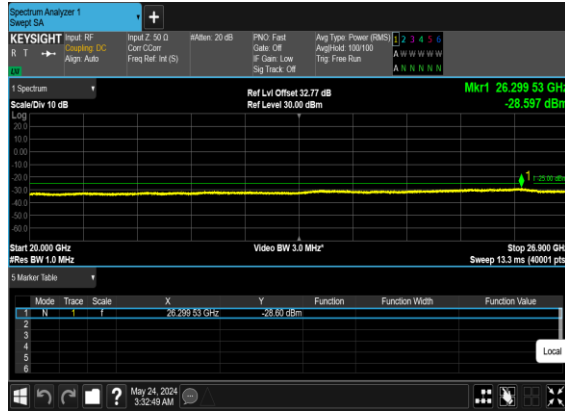 Spectrum Analyzer 1
Swept SA
+
KEYSIGHT Input: RF Input Z: 50 Ω #Atten: 20 dB PNO: Fast Avg Type: Power (RMS) 1 2 3 4 5 6
R T Coupling: DC Corr CCorr Gate: Off Avg|Hold: 100/100 A W W W W W
Align: Auto Freq Ref: Int (S) IF Gain: Low Trig: Free Run
Sig Track: Off A N N N N N
1 Spectrum Ref Lvl Offset 32.77 dB Mkr1 26.299 53 GHz
Scale/Div 10 dB Ref Level 30.00 dBm -28.597 dBm
Log
20.0
10.0
0.00
-10.0
-20.0
-30.0
-40.0
-50.0
-60.0
1
Start 20.000 GHz Video BW 3.0 MHz* Stop 26.900 GHz
#Res BW 1.0 MHz Sweep 13.3 ms (40001 pts)
5 Marker Table
Mode Trace Scale X Y Function Function Width Function Value
1 N 1 f 26.299 53 GHz -28.60 dBm
2
3
4
5
6
Local
? May 24, 2024
3:32:49 AM